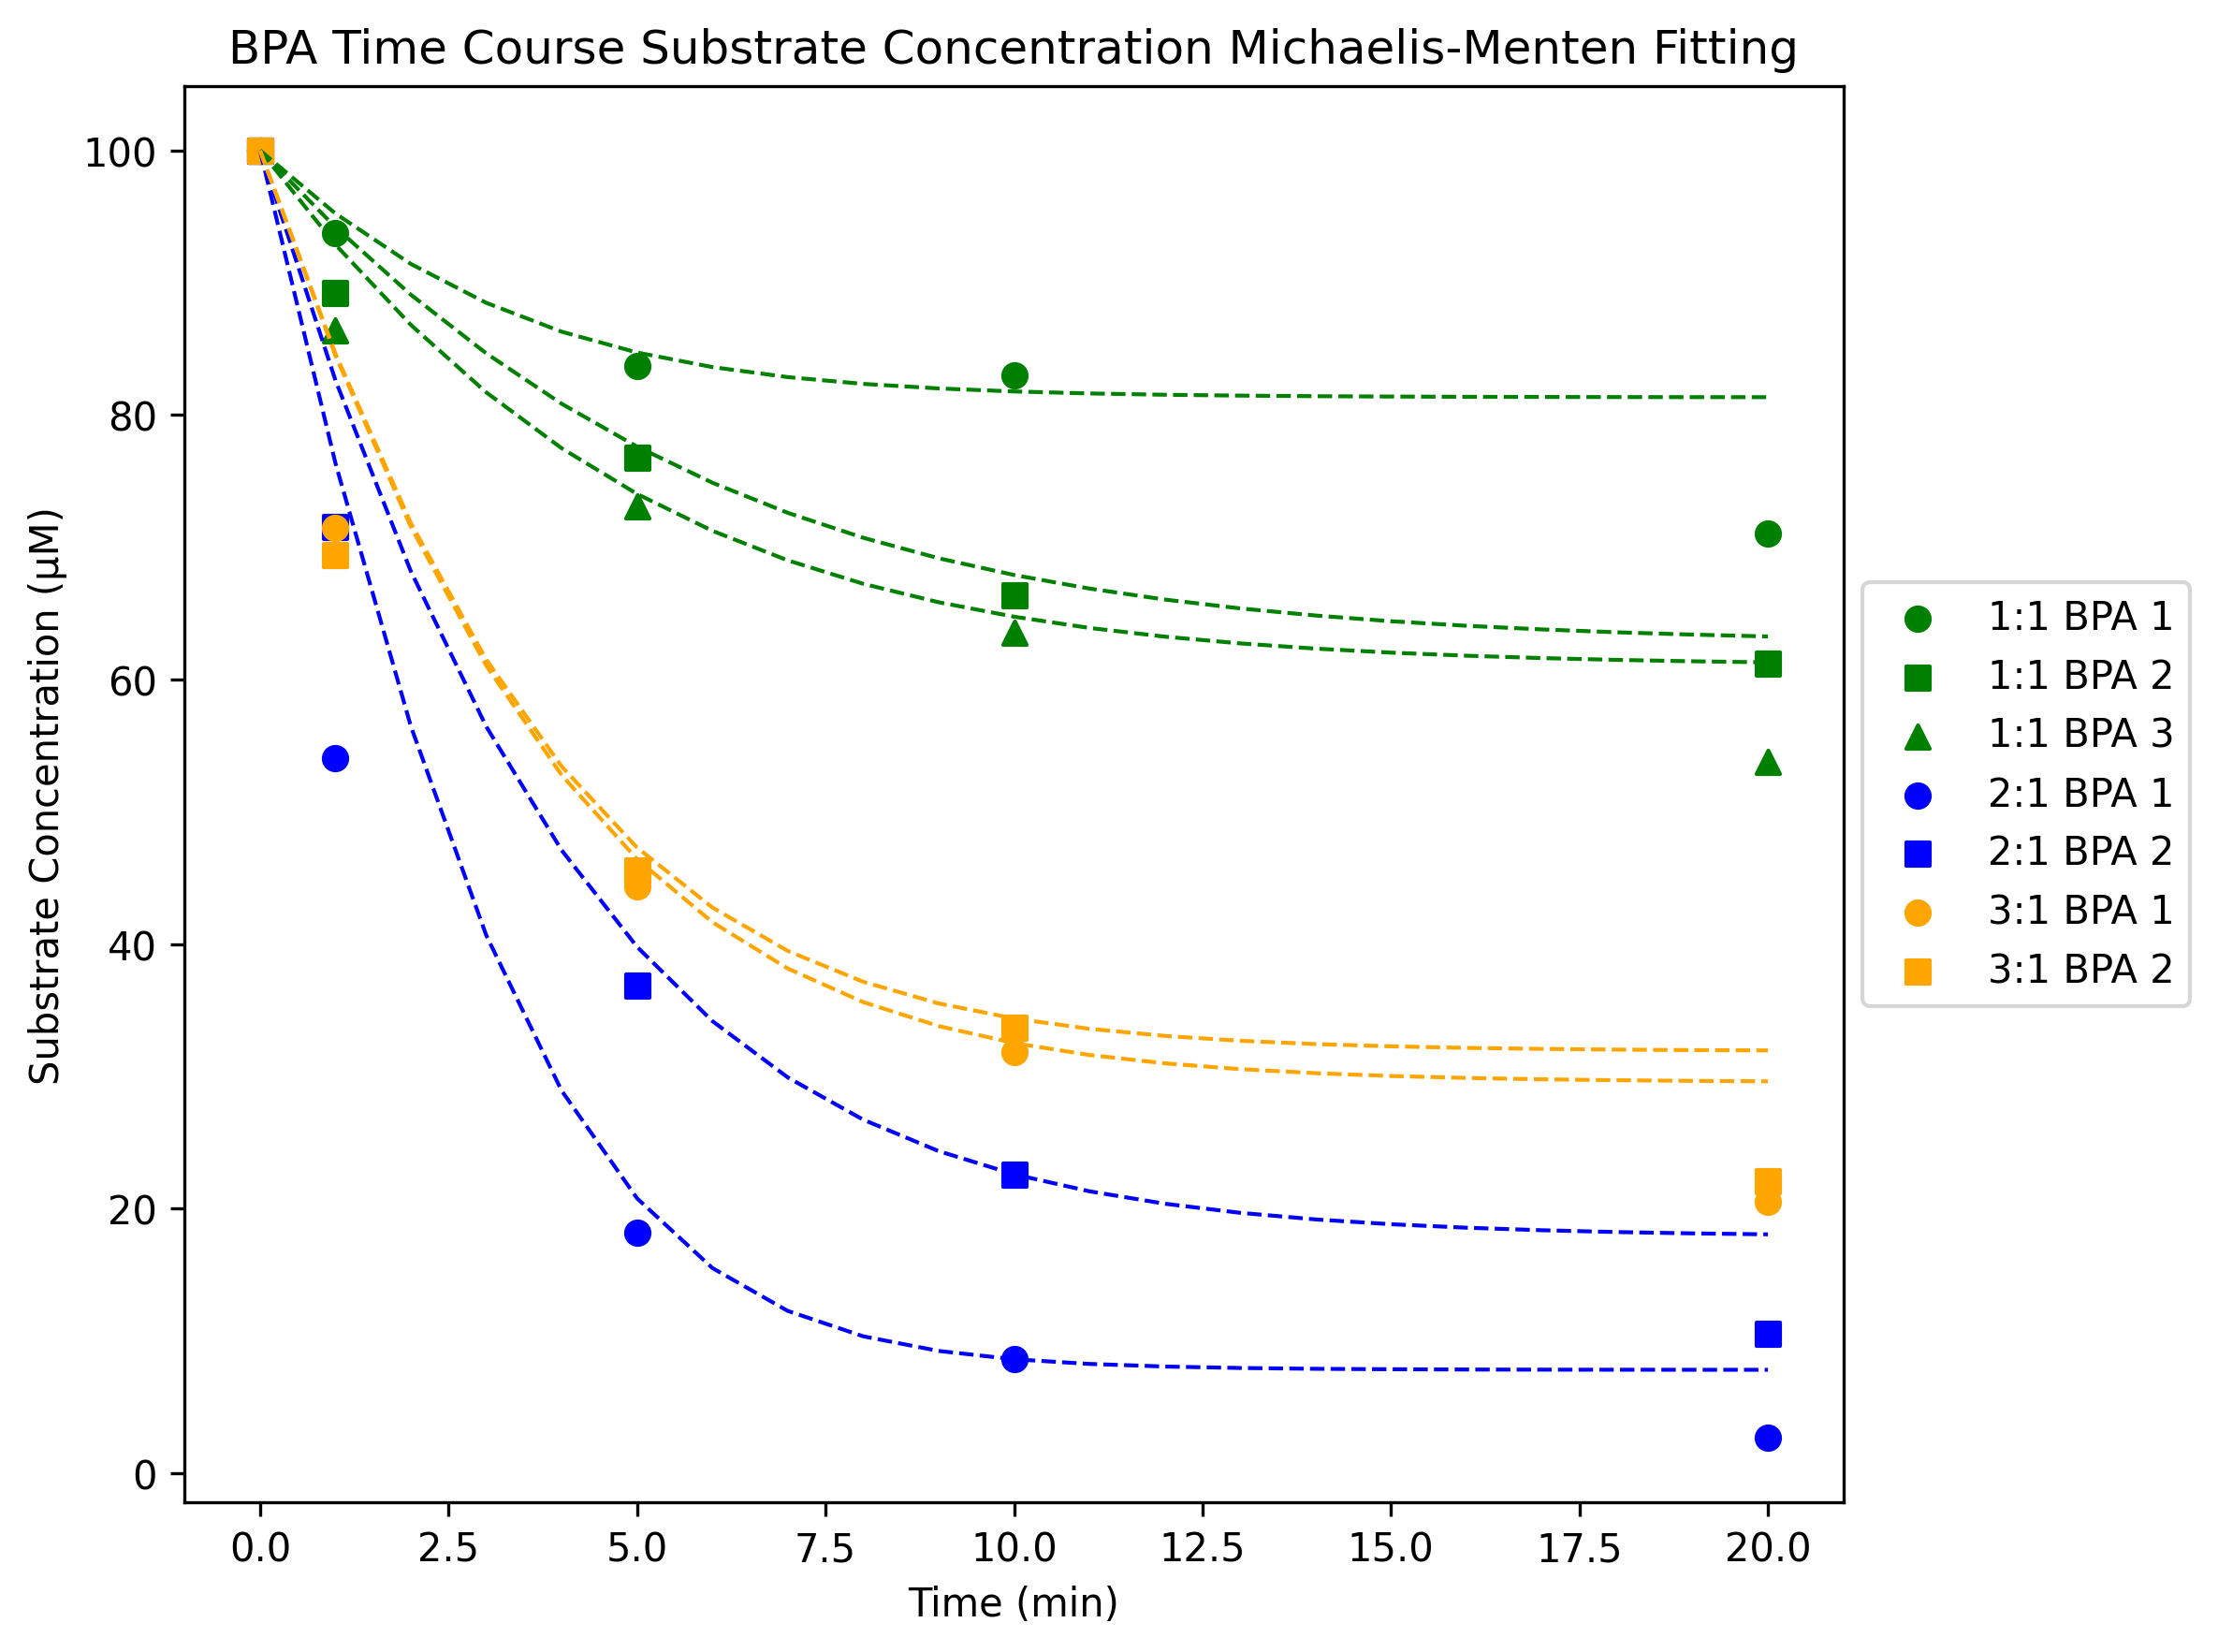 BPA Time Course Substrate Concentration Michaelis-Menten Fitting
Substrate Concentration (μM)
100
80
60
40
20
0
0.0 2.5 5.0 7.5 10.0 12.5 15.0 17.5 20.0
Time (min)
1:1 BPA 1
1:1 BPA 2
1:1 BPA 3
2:1 BPA 1
2:1 BPA 2
3:1 BPA 1
3:1 BPA 2